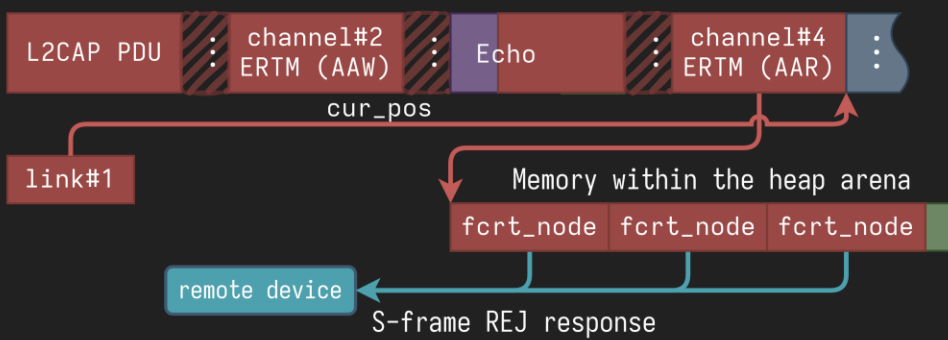 L2CAP PDU
channel#2
ERTM (AAW)
Echo
channel#4
ERTM (AAR)
cur_pos
link#1
Memory within the heap arena
fcrt_node fcrt_node fcrt_node
remote device
S-frame REJ response